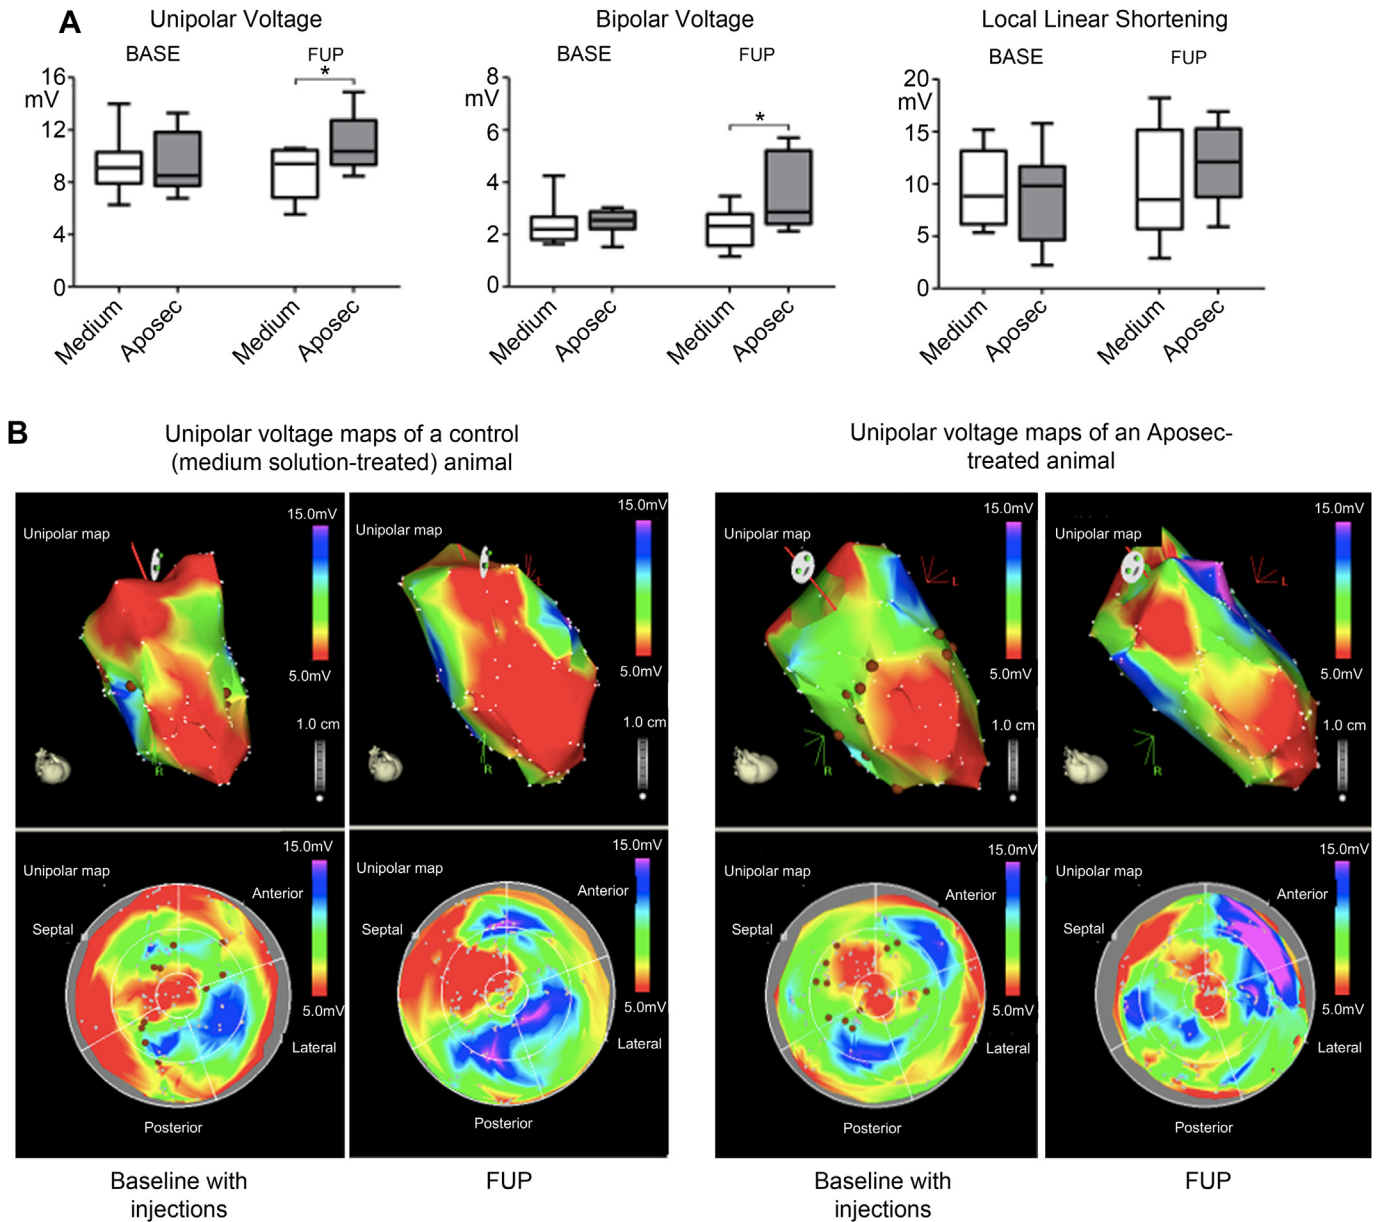 A
Unipolar Voltage
BASE
FUP
*
16
mV
12
8
4
0
Medium
Aposec
Medium
Aposec
Bipolar Voltage
BASE
FUP
*
8
mV
6
4
2
0
Medium
Aposec
Medium
Aposec
Local Linear Shortening
BASE
FUP
20
mV
15
10
5
0
Medium
Aposec
Medium
Aposec
B
Unipolar voltage maps of a control
(medium solution-treated) animal
Unipolar voltage maps of an Aposec-
treated animal
Unipolar map
15.0mV
5.0mV
1.0 cm
R
Unipolar map
15.0mV
L
5.0mV
1.0 cm
R
Unipolar map
15.0mV
L
5.0mV
1.0 cm
R
Unipolar map
15.0mV
L
5.0mV
1.0 cm
R
Unipolar map
15.0mV
Anterior
Septal
5.0mV
Lateral
Posterior
Unipolar map
15.0mV
Anterior
Septal
5.0mV
Lateral
Posterior
Unipolar map
15.0mV
Anterior
Septal
5.0mV
Lateral
Posterior
Unipolar map
15.0mV
Anterior
Septal
5.0mV
Lateral
Posterior
Baseline with
injections
FUP
Baseline with
injections
FUP